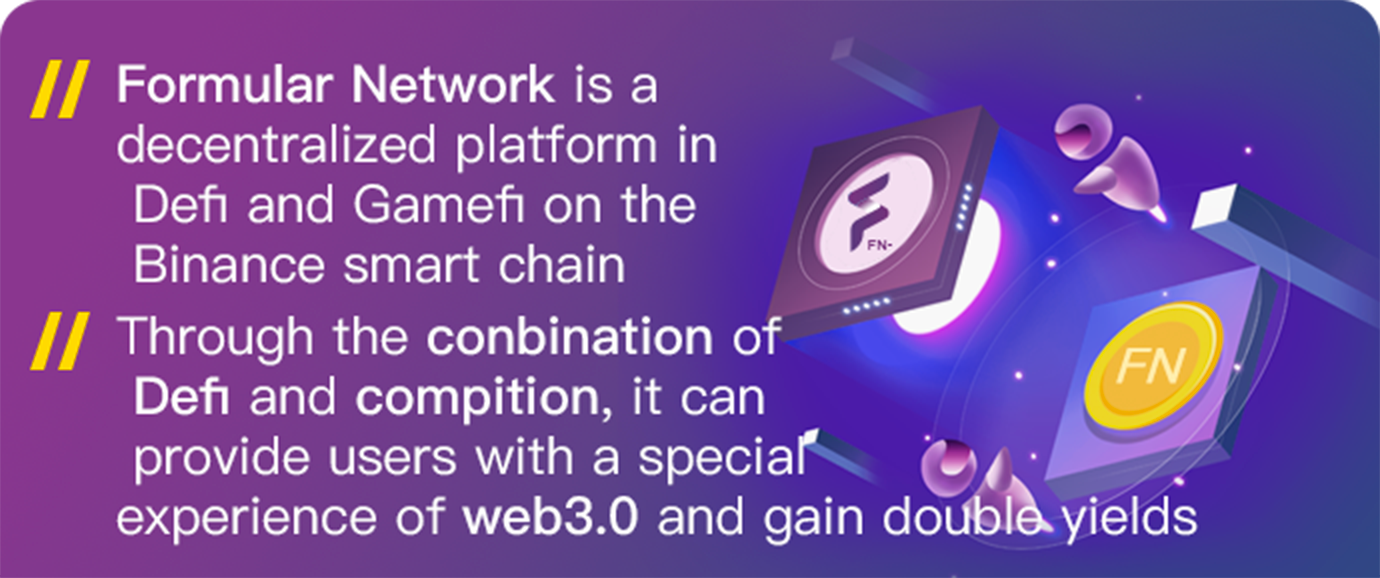 Formular Network is a
decentralized platform in
Defi and Gamefi on the
Binance smart chain
Through the conbination of
Defi and compition, it can
provide users with a special
experience of web3.0 and gain double yields
FN-
FN